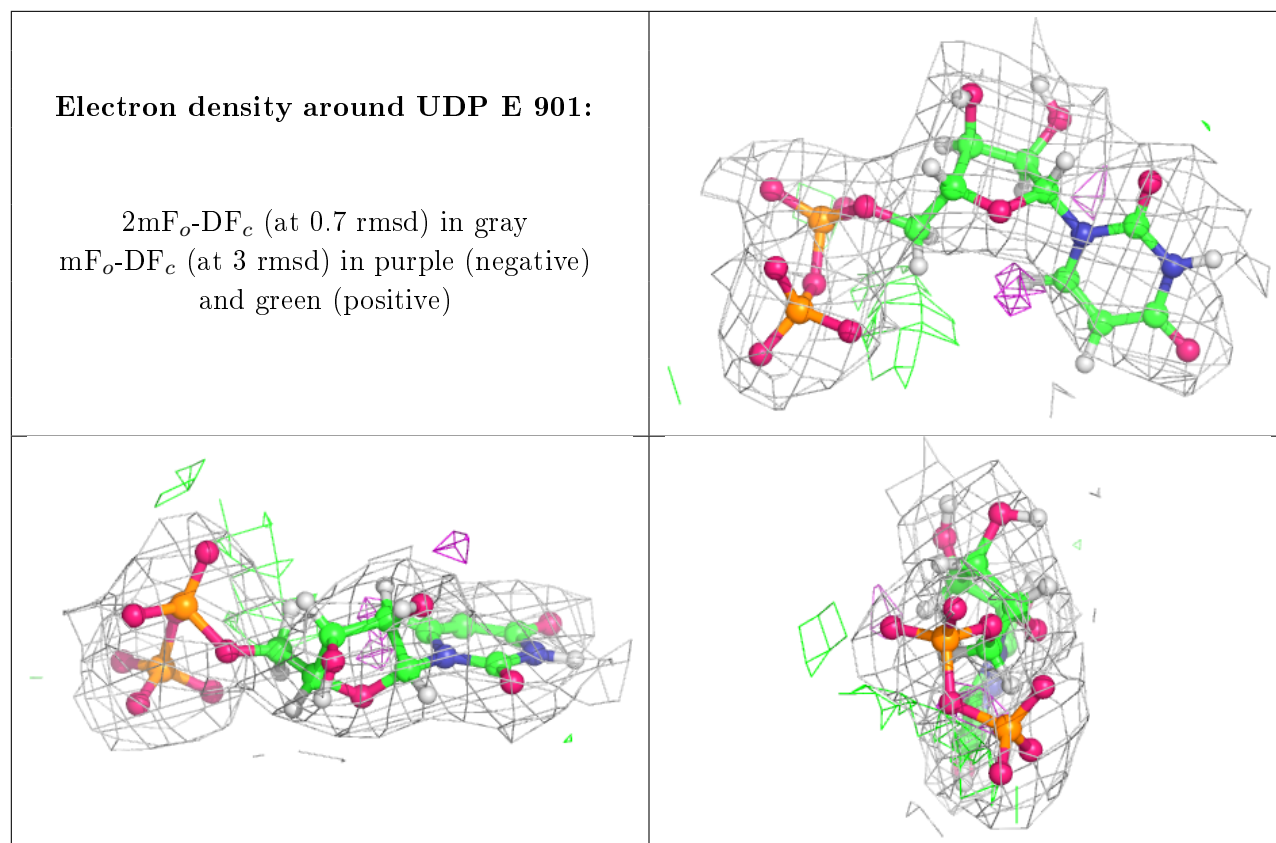 Electron density around UDP E 901:
2mFₒ-DF𝑐 (at 0.7 rmsd) in gray
mFₒ-DF𝑐 (at 3 rmsd) in purple (negative)
and green (positive)